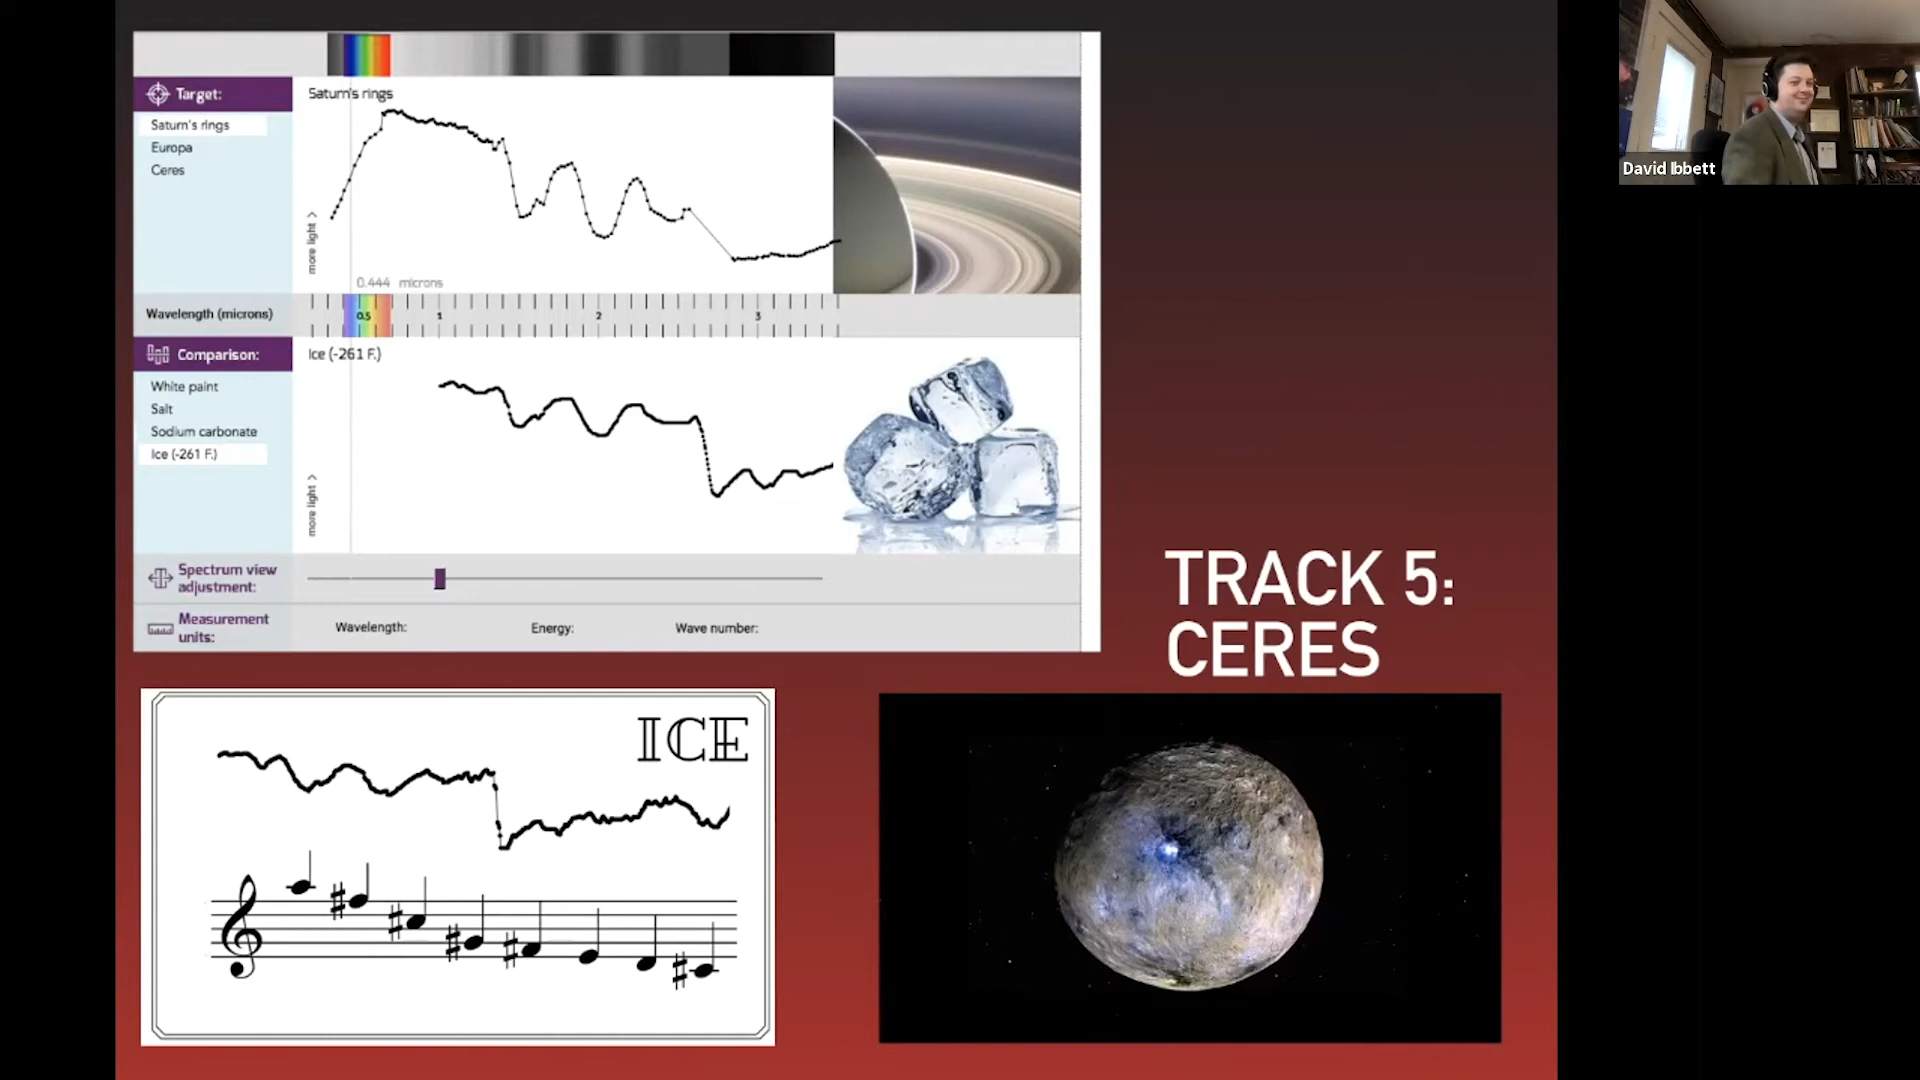 Target:
Saturn's rings
Europa
Ceres
Saturn's rings
more light >
0.444 microns
Wavelength (microns)
0.5 1 2 3
Comparison:
White paint
Salt
Sodium carbonate
Ice (-261 F.)
Ice (-261 F.)
more light >
Spectrum view
adjustment:
Measurement
units:
Wavelength:
Energy:
Wave number:
TRACK 5:
CERES
ICE
David Ibbett